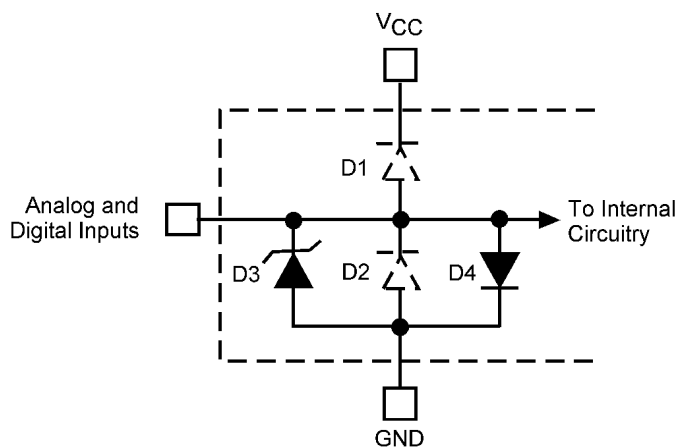 VCC
D1
Analog and
Digital Inputs
To Internal
Circuitry
D3
D2
D4
GND